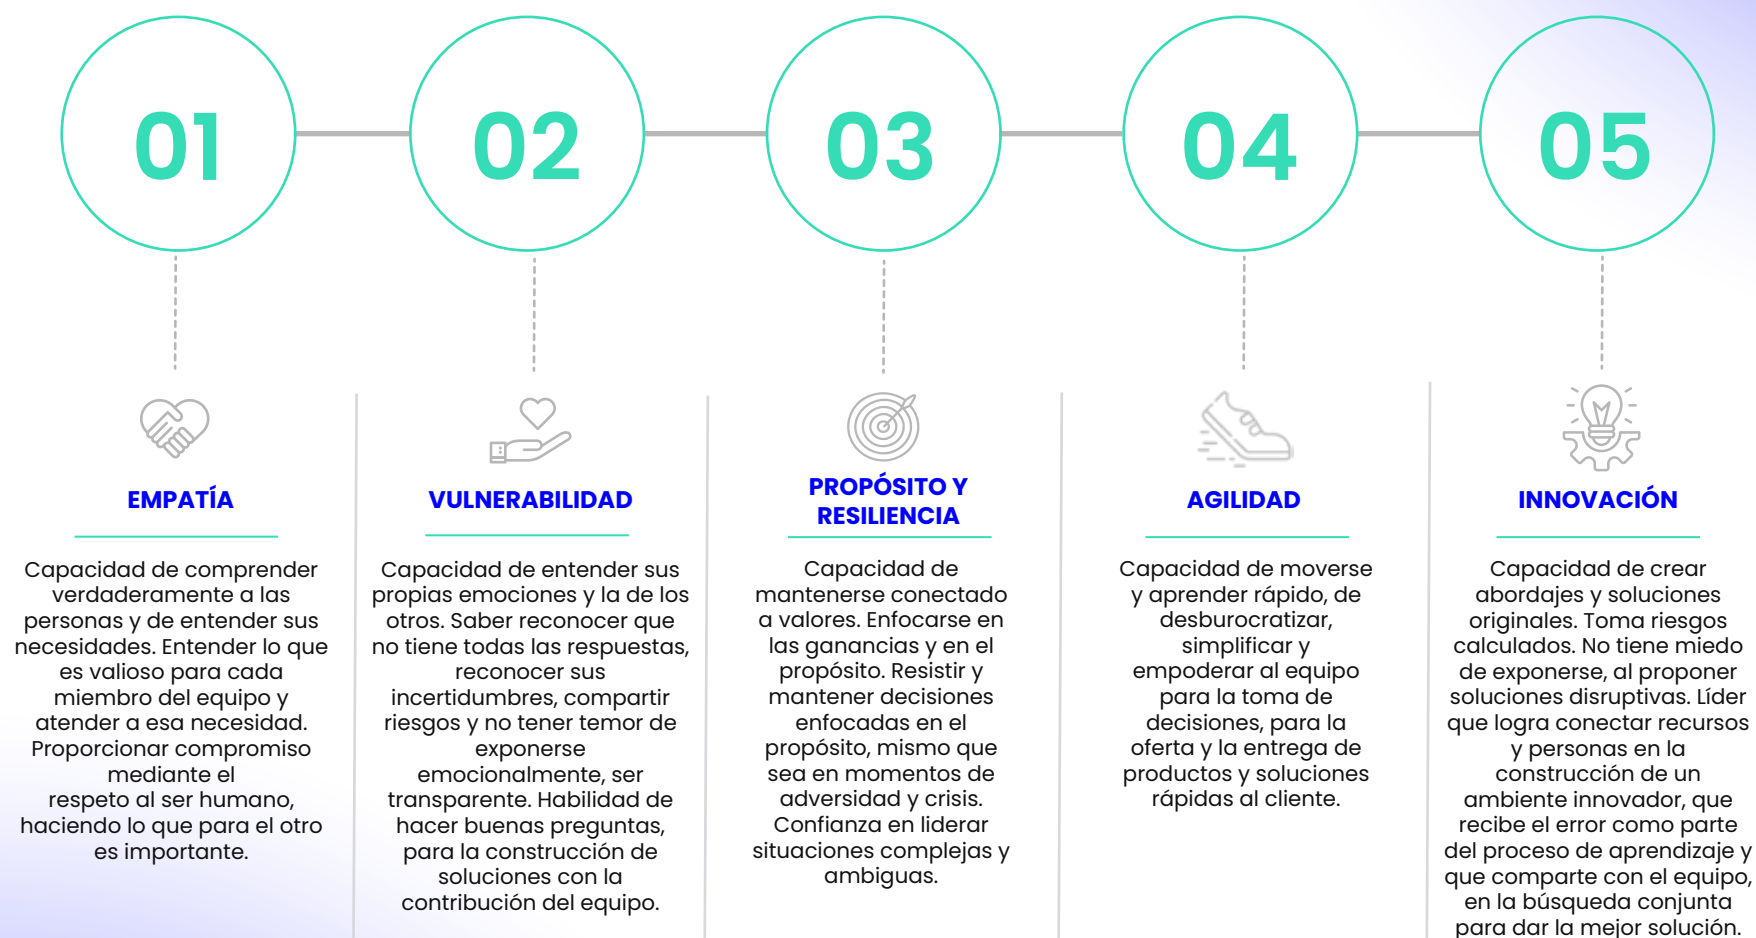 01
02
03
04
05
EMPATÍA
Capacidad de comprender
verdaderamente a las
personas y de entender sus
necesidades. Entender lo que
es valioso para cada
miembro del equipo y
atender a esa necesidad.
Proporcionar compromiso
mediante el
respeto al ser humano,
haciendo lo que para el otro
es importante.
VULNERABILIDAD
Capacidad de entender sus
propias emociones y la de los
otros. Saber reconocer que
no tiene todas las respuestas,
reconocer sus
incertidumbres, compartir
riesgos y no tener temor de
exponerse
emocionalmente, ser
transparente. Habilidad de
hacer buenas preguntas,
para la construcción de
soluciones con la
contribución del equipo.
PROPÓSITO Y
RESILIENCIA
Capacidad de
mantenerse conectado
a valores. Enfocarse en
las ganancias y en el
propósito. Resistir y
mantener decisiones
enfocadas en el
propósito, mismo que
sea en momentos de
adversidad y crisis.
Confianza en liderar
situaciones complejas y
ambiguas.
AGILIDAD
Capacidad de moverse
y aprender rápido, de
desburocratizar,
simplificar y
empoderar al equipo
para la toma de
decisiones, para la
oferta y la entrega de
productos y soluciones
rápidas al cliente.
INNOVACIÓN
Capacidad de crear
abordajes y soluciones
originales. Toma riesgos
calculados. No tiene miedo
de exponerse, al proponer
soluciones disruptivas. Líder
que logra conectar recursos
y personas en la
construcción de un
ambiente innovador, que
recibe el error como parte
del proceso de aprendizaje y
que comparte con el equipo,
en la búsqueda conjunta
para dar la mejor solución.